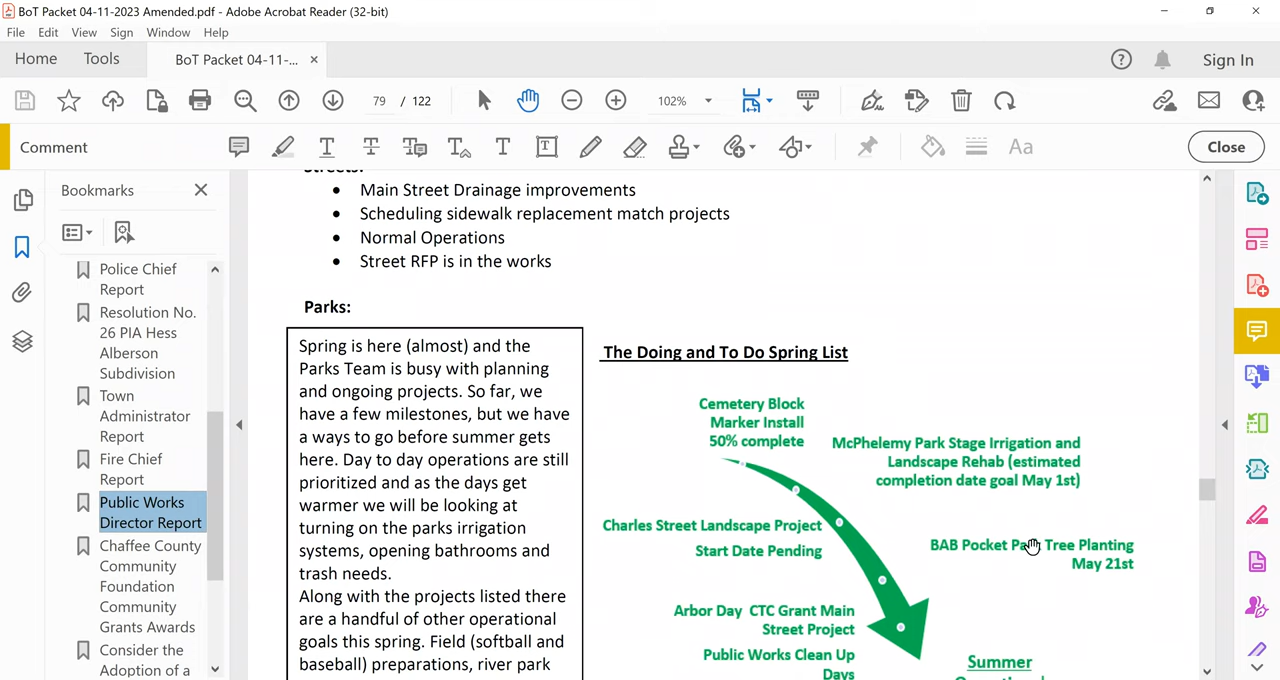 BoT Packet 04-11-2023 Amended.pdf - Adobe Acrobat Reader (32-bit)
File Edit View Sign Window Help
Home Tools BoT Packet 04-11-... × Sign In
79 / 122 102%
Comment Close
Bookmarks
Police Chief
Report
Resolution No.
26 PIA Hess
Alberson
Subdivision
Town
Administrator
Report
Fire Chief
Report
Public Works
Director Report
Chaffee County
Community
Foundation
Community
Grants Awards
Consider the
Adoption of a
Streets:
• Main Street Drainage improvements
• Scheduling sidewalk replacement match projects
• Normal Operations
• Street RFP is in the works
Parks:
Spring is here (almost) and the
Parks Team is busy with planning
and ongoing projects. So far, we
have a few milestones, but we have
a ways to go before summer gets
here. Day to day operations are still
prioritized and as the days get
warmer we will be looking at
turning on the parks irrigation
systems, opening bathrooms and
trash needs.
Along with the projects listed there
are a handful of other operational
goals this spring. Field (softball and
baseball) preparations, river park
The Doing and To Do Spring List
Cemetery Block
Marker Install
50% complete
McPhelemy Park Stage Irrigation and
Landscape Rehab (estimated
completion date goal May 1st)
Charles Street Landscape Project
Start Date Pending
BAB Pocket Park Tree Planting
May 21st
Arbor Day CTC Grant Main
Street Project
Public Works Clean Up
Days
Summer